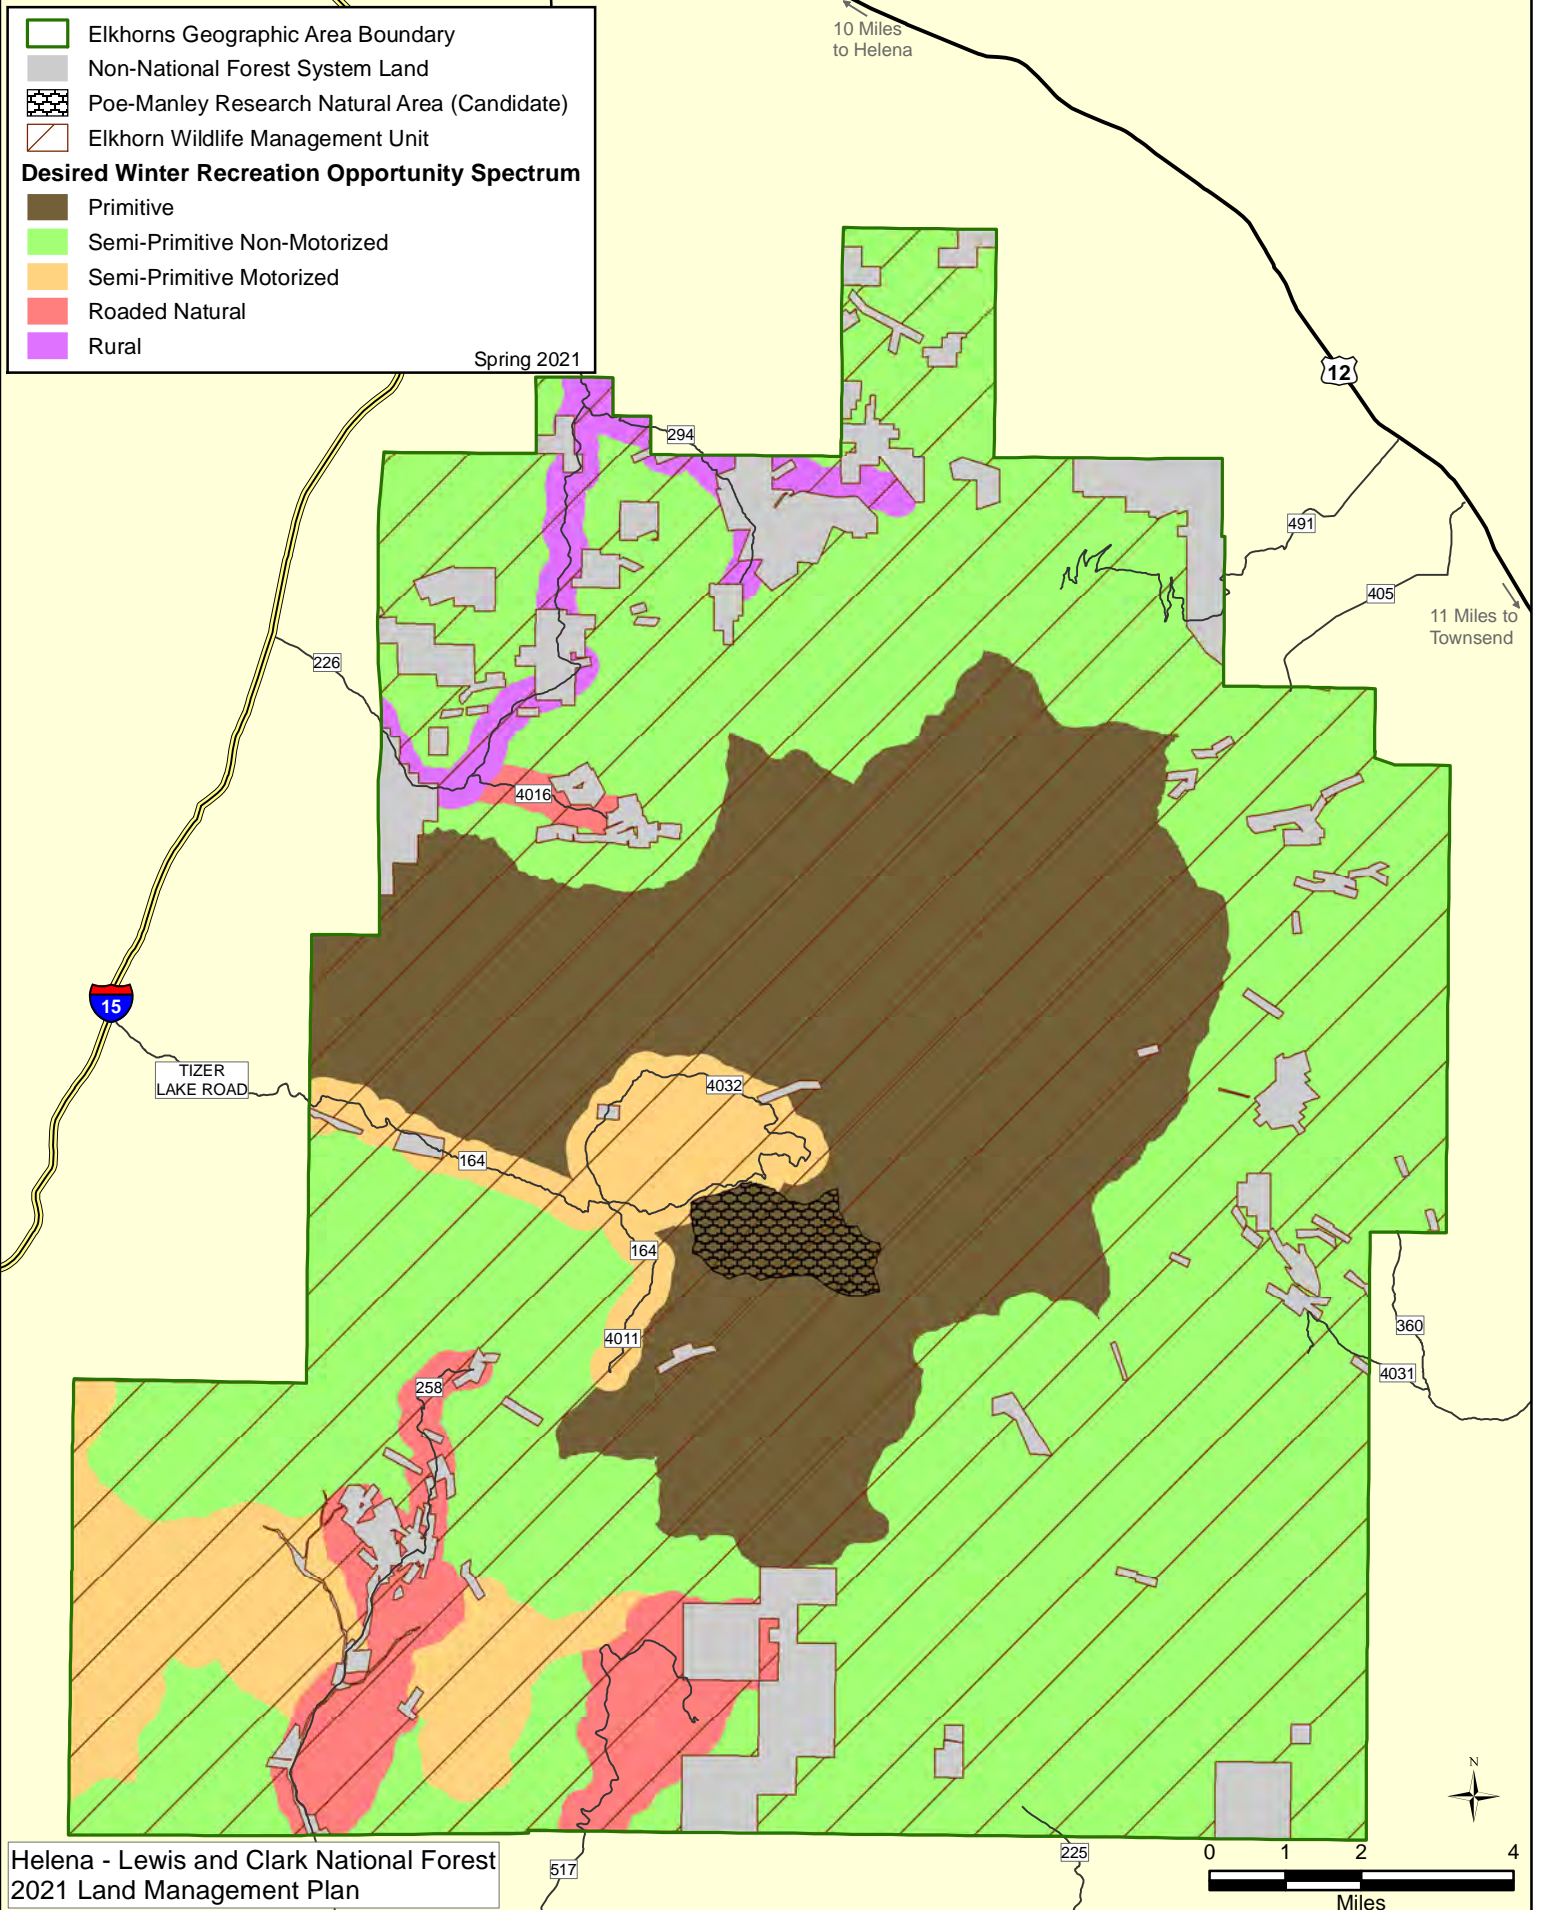 Elkhorns Geographic Area Boundary
Non-National Forest System Land
Poe-Manley Research Natural Area (Candidate)
Elkhorn Wildlife Management Unit
Desired Winter Recreation Opportunity Spectrum
Primitive
Semi-Primitive Non-Motorized
Semi-Primitive Motorized
Roaded Natural
Rural
Spring 2021
10 Miles
to Helena
12
294
491
405
11 Miles to
Townsend
226
4016
15
TIZER
LAKE ROAD
4032
164
164
4011
360
4031
258
N
Helena - Lewis and Clark National Forest
2021 Land Management Plan
517
225
0 1 2 4
Miles